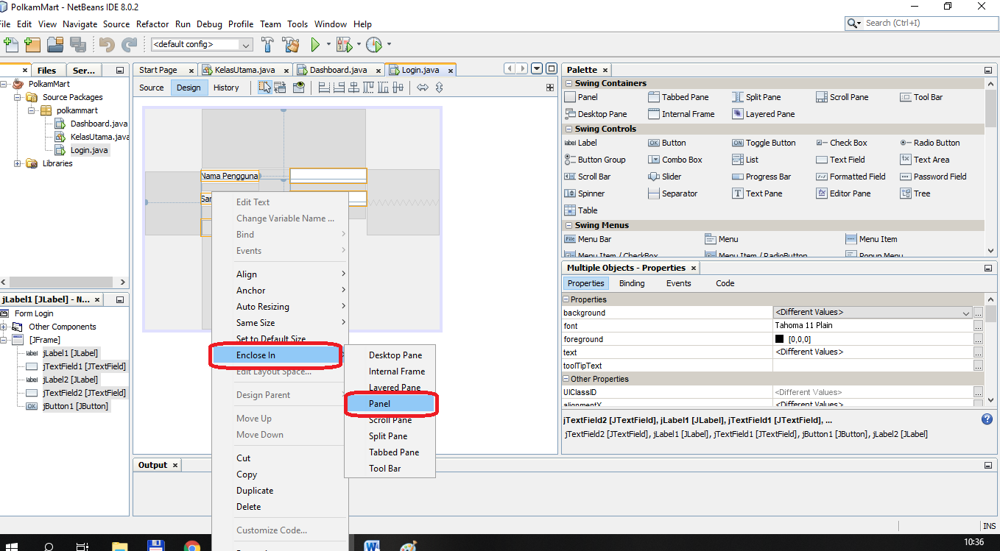 PolkamMart - NetBeans IDE 8.0.2
File Edit View Navigate Source Refactor Run Debug Profile Team Tools Window Help
Search (Ctrl+I)
<default config>
Files
Ser...
PolkamMart
Source Packages
polkammart
Dashboard.java
KelasUtama.java
Login.java
Libraries
jLabel1 [JLabel] - N...
Form Login
Other Components
[JFrame]
label jLabel1 [JLabel]
jTextField1 [JTextField]
label jLabel2 [JLabel]
jTextField2 [JTextField]
OK jButton1 [JButton]
Start Page
KelasUtama.java
Dashboard.java
Login.java
Source Design History
Nama Pengguna
Edit Text
Change Variable Name ...
Bind
Events
Align
Anchor
Auto Resizing
Same Size
Set to Default Size
Enclose In
Edit Layout Space...
Design Parent
Move Up
Move Down
Cut
Copy
Duplicate
Delete
Customize Code...
Desktop Pane
Internal Frame
Layered Pane
Panel
Scroll Pane
Split Pane
Tabbed Pane
Tool Bar
Output
Palette
Swing Containers
Panel Tabbed Pane Split Pane Scroll Pane Tool Bar
Desktop Pane Internal Frame Layered Pane
Swing Controls
label Label OK Button ON Toggle Button Check Box Radio Button
Button Group Combo Box List Text Field Text Area
Scroll Bar Slider Progress Bar Formatted Field Password Field
Spinner Separator Text Pane Editor Pane Tree
Table
Swing Menus
File Menu Bar Menu Menu Item
Menu Item / CheckBox Menu Item / RadioButton Popup Menu
Multiple Objects - Properties
Properties Binding Events Code
Properties
background <Different Values>
font Tahoma 11 Plain
foreground [0,0,0]
text <Different Values>
toolTipText
Other Properties
UIClassID <Different Values>
alignmentX <Different Values>
jTextField2 [JTextField], jLabel1 [JLabel], jTextField1 [JTextField], ...
jTextField2 [JTextField], jLabel1 [JLabel], jTextField1 [JTextField], jButton1 [JButton], jLabel2 [JLabel]
INS
10:36